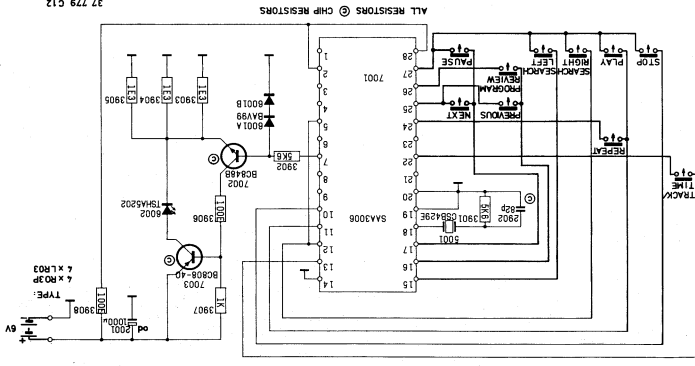 37 779 C12
ALL RESISTORS © CHIP RESISTORS
7001
SAA3006
1
2
3
4
5
6
7
8
9
10
11
12
13
14
28
27
26
25
24
23
22
21
20
19
18
17
16
15
PAUSE
SEARCH LEFT
SEARCH RIGHT
PLAY
STOP
PROGRAM REVIEW
NEXT
PREVIOUS
REPEAT
TRACK/
TIME
3905
1E3
3904
1E3
3903
1E3
6001B
BAV99
6001A
3902
5K6
7002
BC848B
©
6002
TSHA5202
3906
100E
7003
BC808-40
©
3907
1K
5001
CSB429E
3901
5K6
2902
82p
©
TYPE:
4 x R03P
4 x LR03
3908
100E
2001
1000µ
6V
+